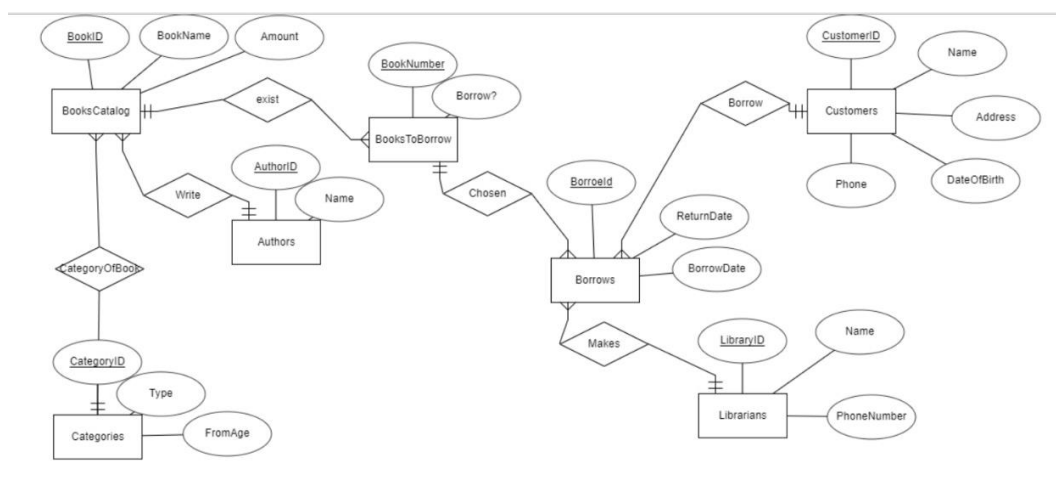 BookID
BookName
Amount
CustomerID
Name
BookNumber
Borrow?
exist
Borrow
BooksCatalog
Customers
Address
BooksToBorrow
AuthorID
Name
Write
Chosen
BorroeId
Phone
DateOfBirth
ReturnDate
Authors
CategoryOfBook
Borrows
BorrowDate
Makes
LibraryID
Name
CategoryID
Type
Librarians
PhoneNumber
Categories
FromAge